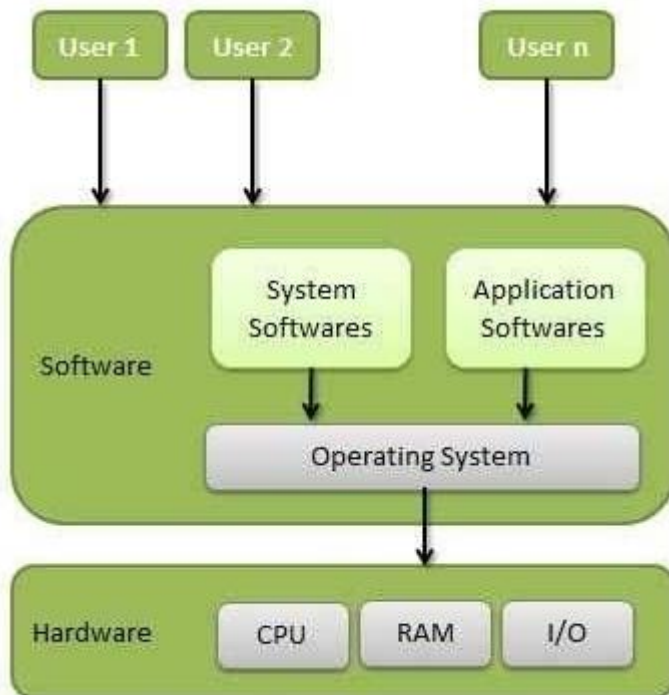 User 1
User 2
User n
System
Softwares
Application
Softwares
Software
Operating System
Hardware
CPU
RAM
I/O